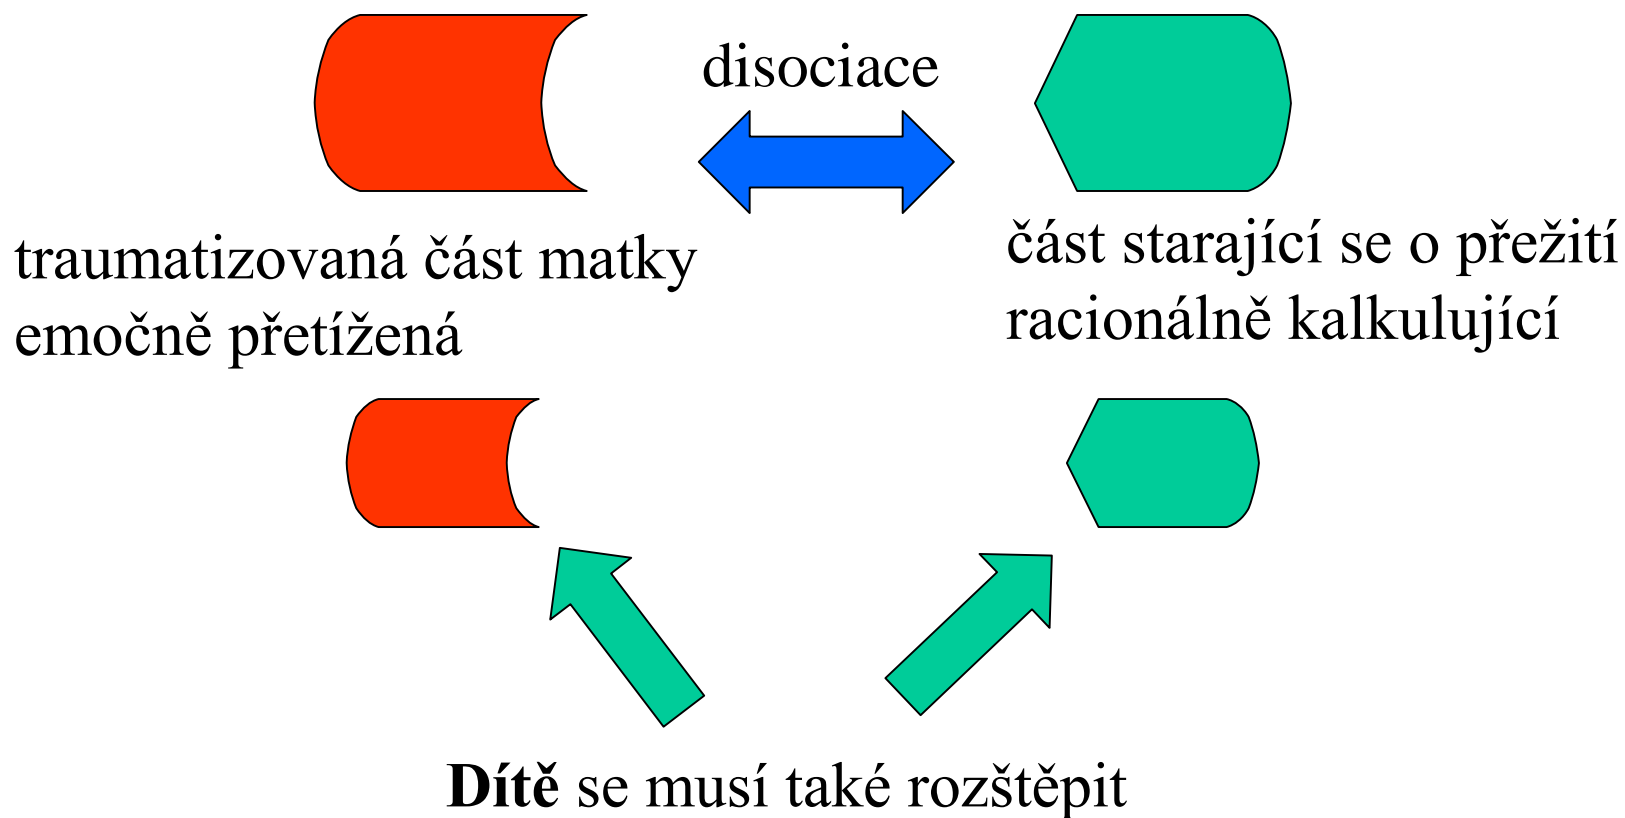 disociace
traumatizovaná část matky
emočně přetížená
část starající se o přežití
racionálně kalkulující
Dítě se musí také rozštěpit